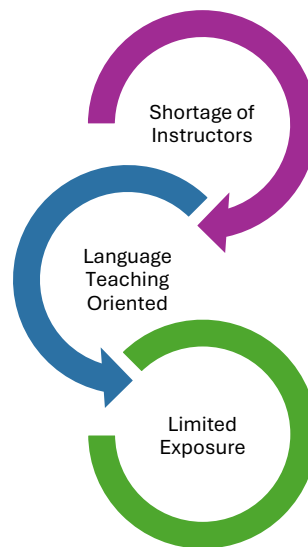 Shortage of
Instructors
Language
Teaching
Oriented
Limited
Exposure